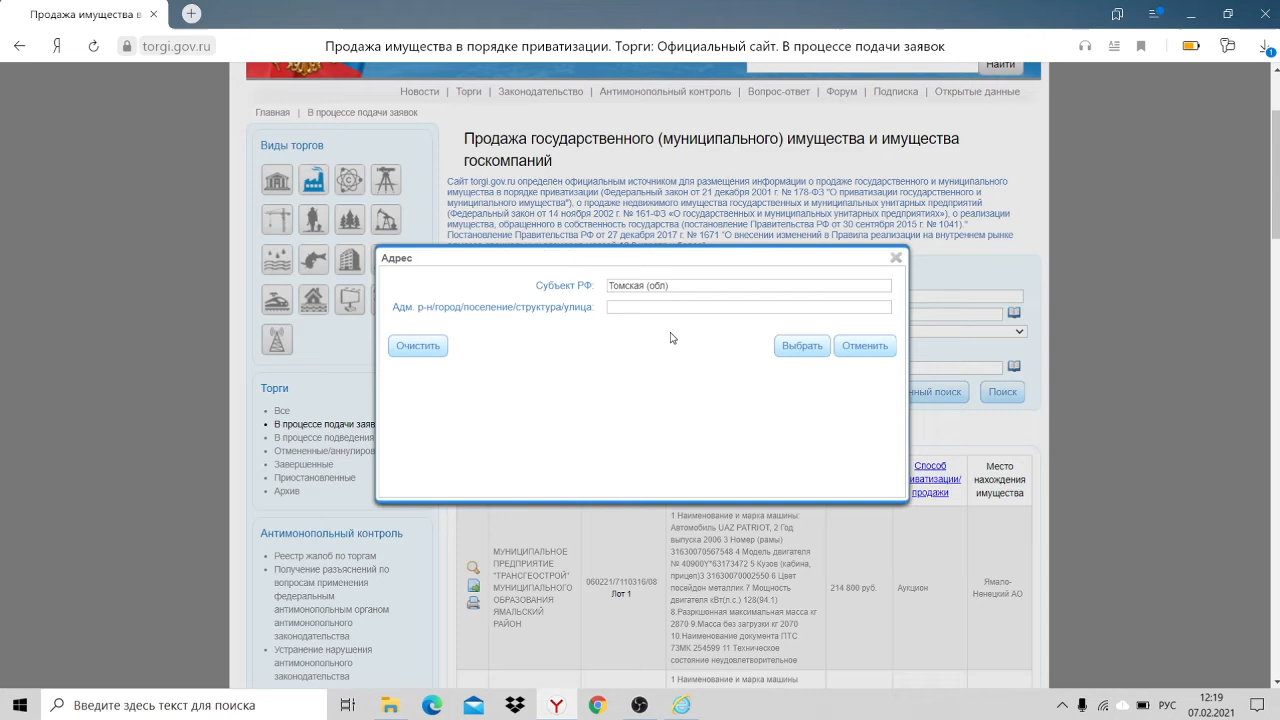 Продажа имущества в
torgi.gov.ru
Продажа имущества в порядке приватизации. Торги: Официальный сайт. В процессе подачи заявок
1
Найти
Новости | Торги | Законодательство | Антимонопольный контроль | Вопрос-ответ | Форум | Подписка | Открытые данные
Главная | В процессе подачи заявок
Виды торгов
Торги
Все
В процессе подачи заяв
В процессе подведения
Отмененные/аннулиров
Завершенные
Приостановленные
Архив
Антимонопольный контроль
Реестр жалоб по торгам
Получение разъяснений по
вопросам применения
федеральным
антимонопольным органом
антимонопольного
законодательства
Устранение нарушения
антимонопольного
законодательства
Продажа государственного (муниципального) имущества и имущества
госкомпаний
Сайт torgi.gov.ru определен официальным источником для размещения информации о продаже государственного и муниципального
имущества в порядке приватизации (Федеральный закон от 21 декабря 2001 г. № 178-ФЗ "О приватизации государственного и
муниципального имущества"), о продаже недвижимого имущества государственных и муниципальных унитарных предприятий
(Федеральный закон от 14 ноября 2002 г. № 161-ФЗ «О государственных и муниципальных унитарных предприятиях»), о реализации
имущества, обращенного в собственность государства (постановление Правительства РФ от 30 сентября 2015 г. № 1041).
Постановление Правительства РФ от 27 декабря 2017 г. № 1671 "О внесении изменений в Правила реализации на внутреннем рынке
Адрес
Субъект РФ: Томская (обл)
Адм. р-н/город/поселение/структура/улица:
Очистить
Выбрать
Отменить
нный поиск
Поиск
Способ
иватизации/
продажи
Место
нахождения
имущества
МУНИЦИПАЛЬНОЕ
ПРЕДПРИЯТИЕ
"ТРАНСГЕОСТРОЙ"
МУНИЦИПАЛЬНОГО
ОБРАЗОВАНИЯ
ЯМАЛЬСКИЙ
РАЙОН
060221/7110316/08
Лот 1
1 Наименование и марка машины:
Автомобиль UAZ PATRIOT, 2 Год
выпуска 2006 3 Номер (рамы)
31630070567548 4 Модель двигателя
№ 40900Y*63173472 5 Кузов (кабина,
прицеп)3 31630070002550 6 Цвет
посейдон металлик 7 Мощность
двигателя кВт(л.с.) 128(94.1)
8.Разркшонная максимальная масса кг
2870 9.Масса без загрузки кг 2070
10.Наименование документа ПТС
73МК 254599 11 Техническое
состояние неудовлетворительное
214 800 руб.
Аукцион
Ямало-
Ненецкий АО
1 Наименование и марка машины
Введите здесь текст для поиска
РУС
12:19
07.02.2021